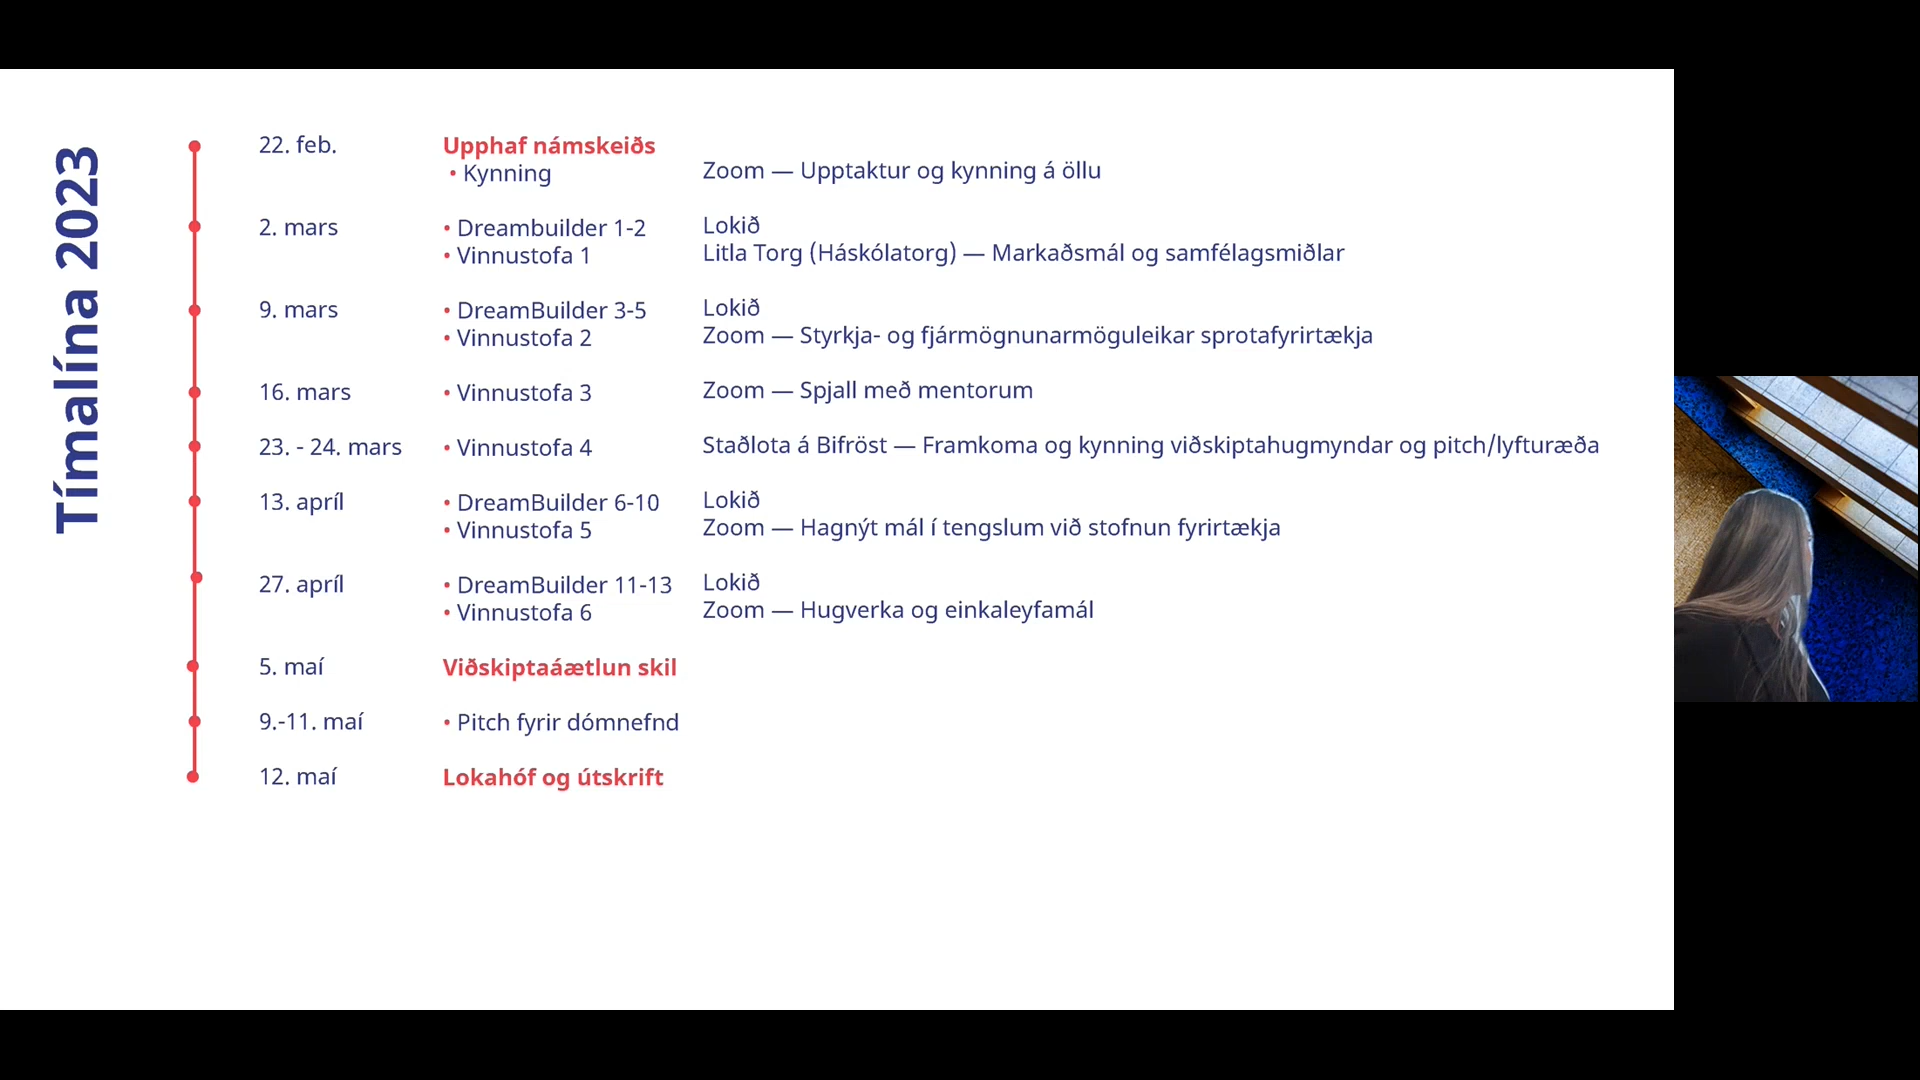 Tímalína 2023
22. feb.
Upphaf námskeiðs
• Kynning
Zoom — Upptaktur og kynning á öllu
2. mars
• Dreambuilder 1-2
Lokið
• Vinnustofa 1
Litla Torg (Háskólatorg) — Markaðsmál og samfélagsmiðlar
9. mars
• DreamBuilder 3-5
Lokið
• Vinnustofa 2
Zoom — Styrkja- og fjármögnunarmöguleikar sprotafyrirtækja
16. mars
• Vinnustofa 3
Zoom — Spjall með mentorum
23. - 24. mars
• Vinnustofa 4
Staðlota á Bifröst — Framkoma og kynning viðskiptahugmyndar og pitch/lyfturæða
13. apríl
• DreamBuilder 6-10
Lokið
• Vinnustofa 5
Zoom — Hagnýt mál í tengslum við stofnun fyrirtækja
27. apríl
• DreamBuilder 11-13
Lokið
• Vinnustofa 6
Zoom — Hugverka og einkaleyfamál
5. maí
Viðskiptaáætlun skil
9.-11. maí
• Pitch fyrir dómnefnd
12. maí
Lokahóf og útskrift